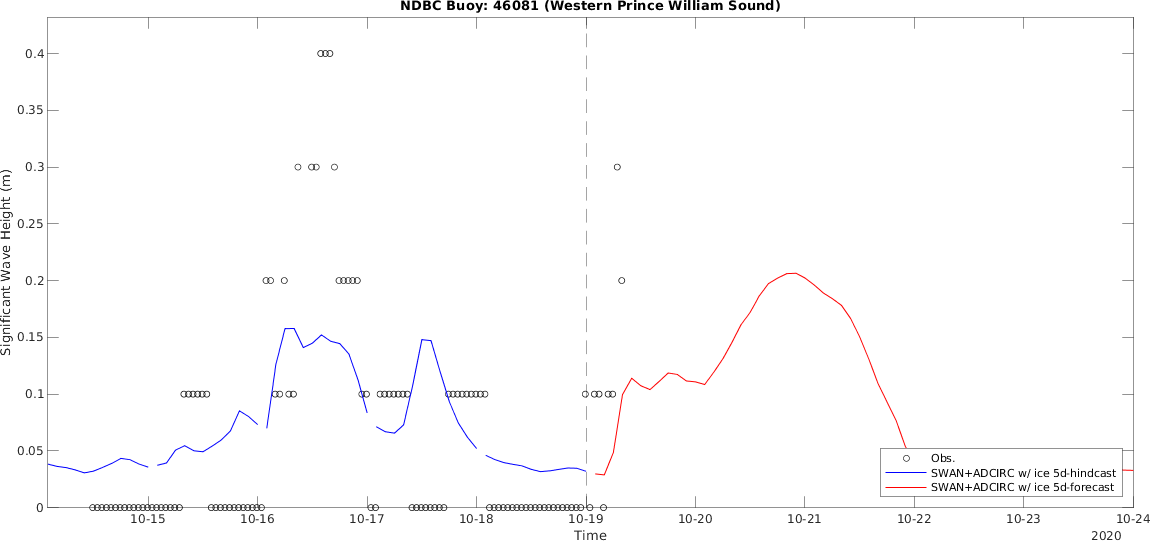 NDBC Buoy: 46081 (Western Prince William Sound)
0.4
0.35
0.3
0.25
0.2
0.15
0.1
0.05
0
Significant Wave Height (m)
Obs.
SWAN+ADCIRC w/ ice 5d-hindcast
SWAN+ADCIRC w/ ice 5d-forecast
10-15 10-16 10-17 10-18 10-19 10-20 10-21 10-22 10-23 10-24
Time
2020